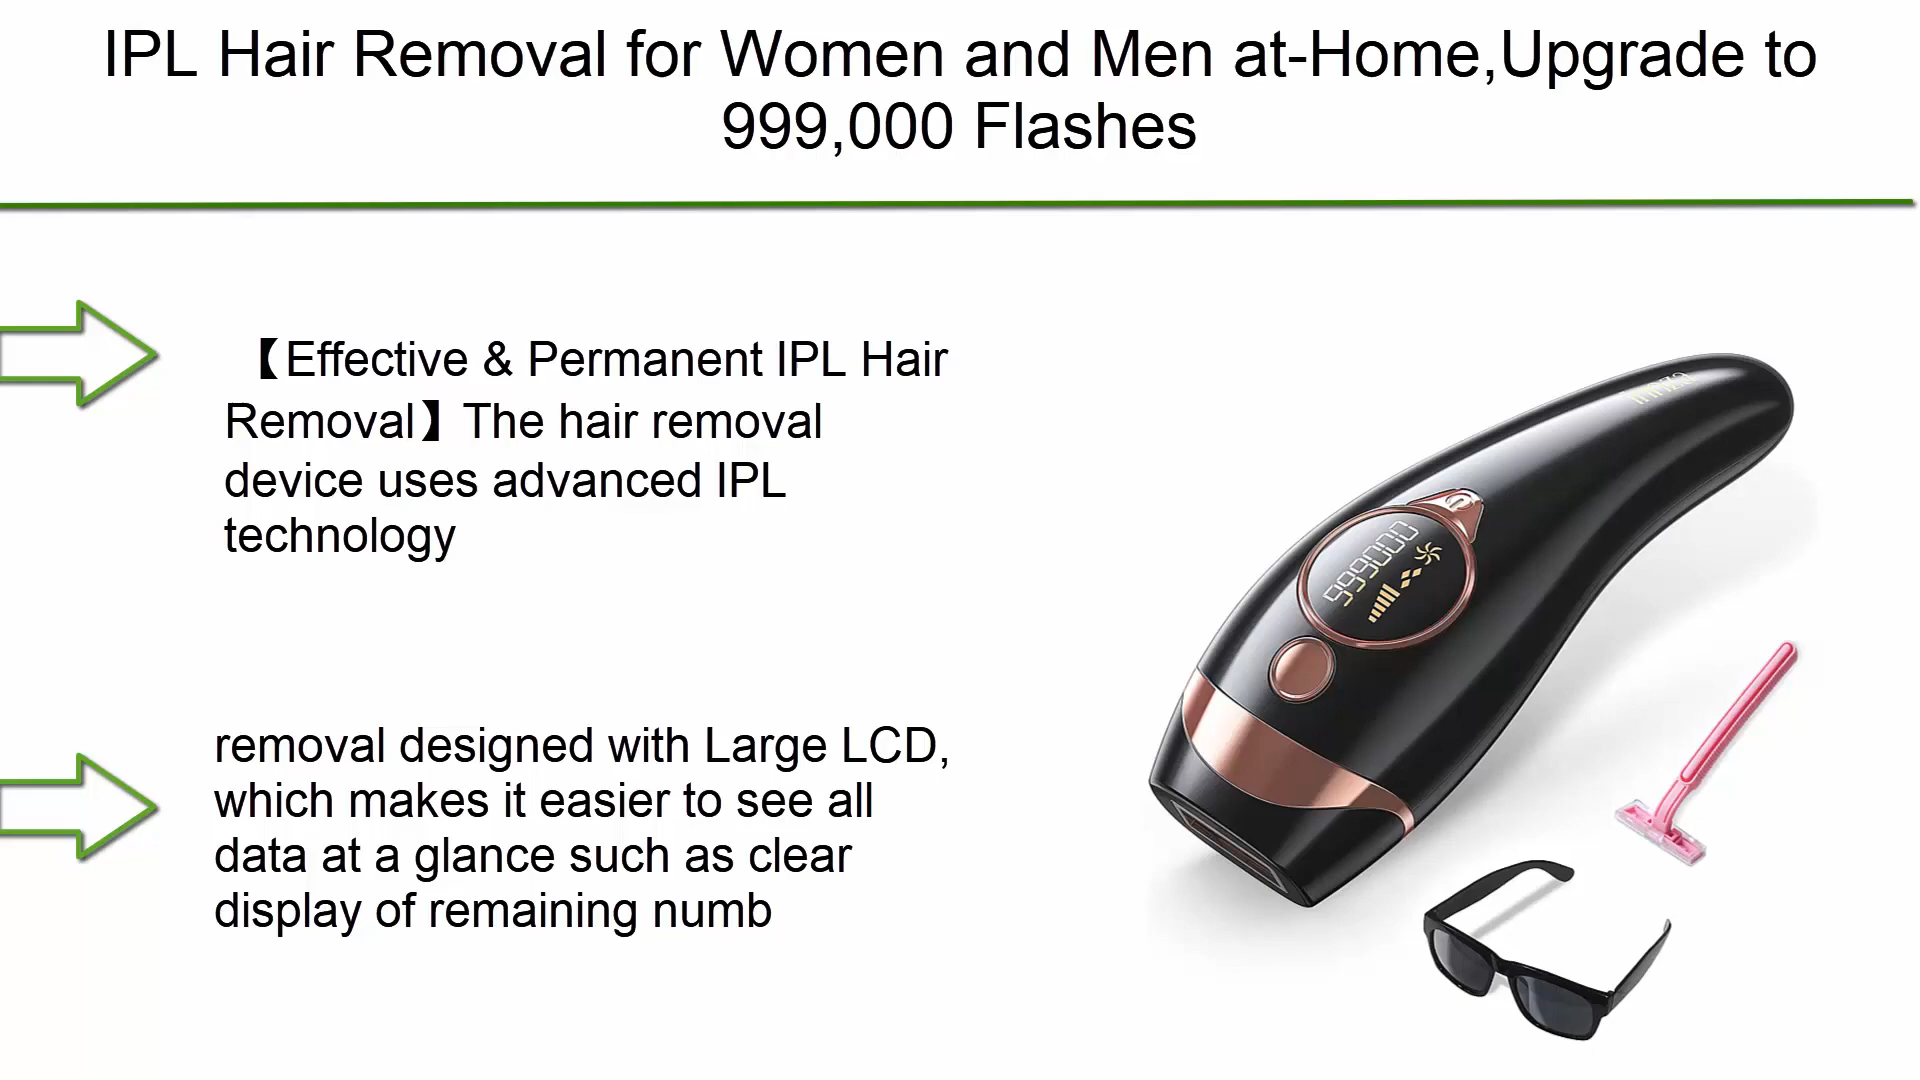 IPL Hair Removal for Women and Men at-Home,Upgrade to
999,000 Flashes
【Effective & Permanent IPL Hair
Removal】The hair removal
device uses advanced IPL
technology
removal designed with Large LCD,
which makes it easier to see all
data at a glance such as clear
display of remaining numb
999000